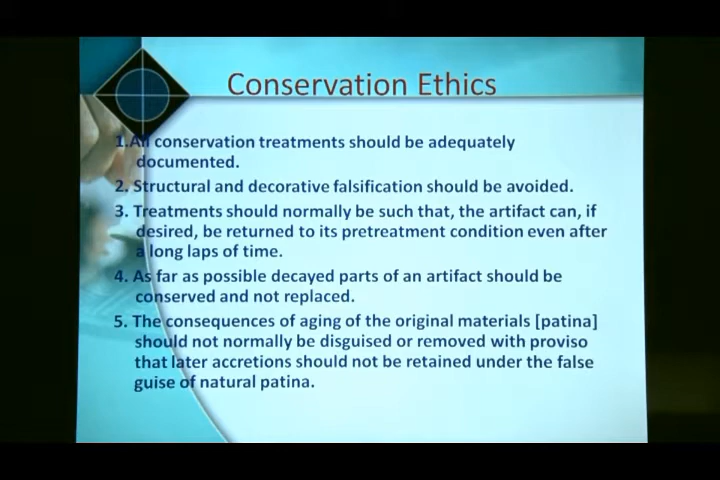 Conservation Ethics
1.All conservation treatments should be adequately
documented.
2. Structural and decorative falsification should be avoided.
3. Treatments should normally be such that, the artifact can, if
desired, be returned to its pretreatment condition even after
a long laps of time.
4. As far as possible decayed parts of an artifact should be
conserved and not replaced.
5. The consequences of aging of the original materials [patina]
should not normally be disguised or removed with proviso
that later accretions should not be retained under the false
guise of natural patina.